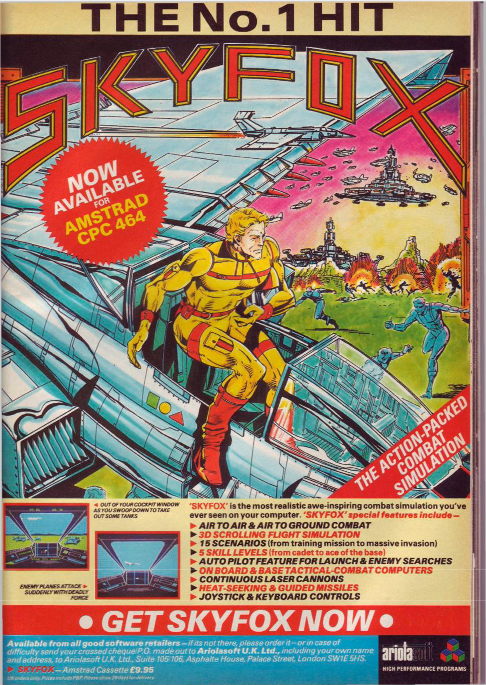 THE No.1 HIT
SKYFOX
NOW
AVAILABLE
FOR
AMSTRAD
CPC 464
THE ACTION-PACKED
COMBAT
SIMULATION
◄ OUT OF YOUR COCKPIT WINDOW
AS YOU SWOOP DOWN TO TAKE
OUT SOME TANKS
ENEMY PLANES ATTACK ►
SUDDENLY WITH DEADLY
FORCE
'SKYFOX' is the most realistic awe-inspiring combat simulation you've
ever seen on your computer. 'SKYFOX' special features include—
► AIR TO AIR & AIR TO GROUND COMBAT
► 3D SCROLLING FLIGHT SIMULATION
► 15 SCENARIOS (from training mission to massive invasion)
► 5 SKILL LEVELS (from cadet to ace of the base)
► AUTO PILOT FEATURE FOR LAUNCH & ENEMY SEARCHES
► ON BOARD & BASE TACTICAL-COMBAT COMPUTERS
► CONTINUOUS LASER CANNONS
► HEAT-SEEKING & GUIDED MISSILES
► JOYSTICK & KEYBOARD CONTROLS
• GET SKYFOX NOW •
Available from all good software retailers – if its not there, please order it – or in case of
difficulty send your crossed cheque/P.O. made out to Ariolasoft U.K. Ltd., including your own name
and address, to Ariolasoft U.K. Ltd., Suite 105/106, Asphalte House, Palace Street, London SW1E 5HS.
► SKYFOX – Amstrad Cassette £9.95
ariolasoft
HIGH PERFORMANCE PROGRAMS